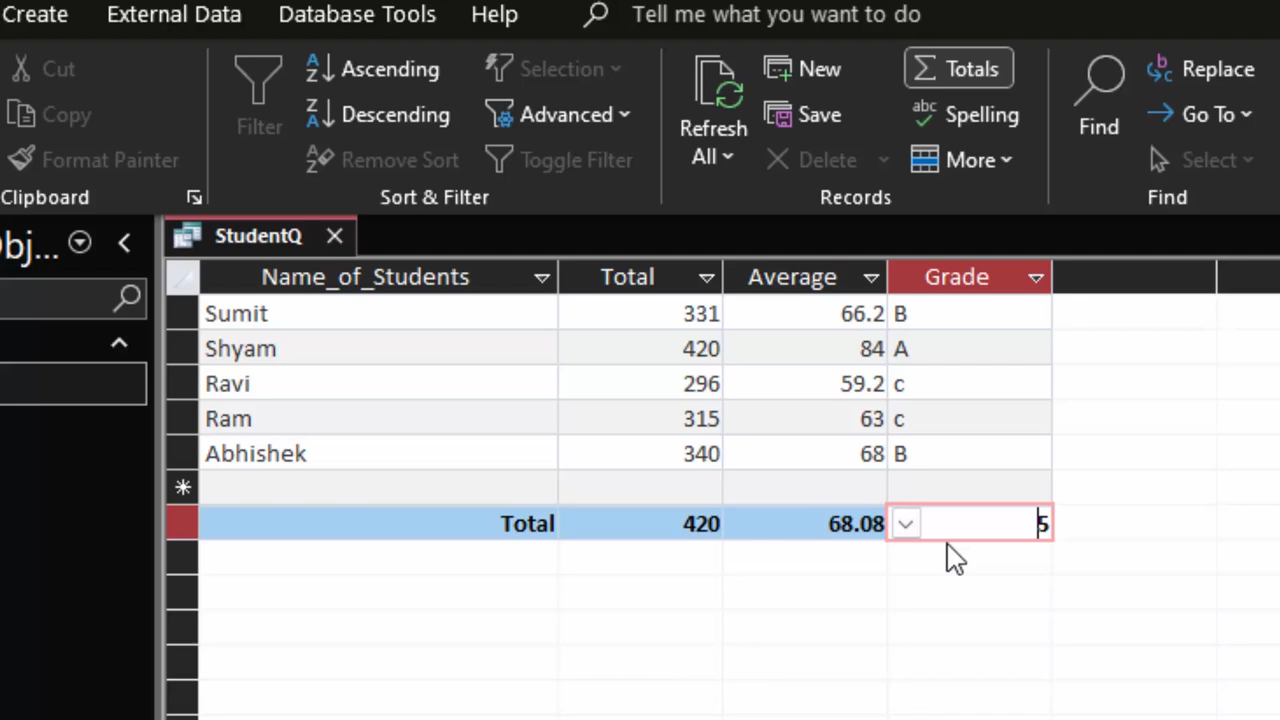 Create External Data Database Tools Help Tell me what you want to do
Cut
Copy
Format Painter
Clipboard
Filter
Ascending
Descending
Remove Sort
Selection
Advanced
Toggle Filter
Sort & Filter
Refresh
All
New
Save
Delete
Totals
Spelling
More
Records
Find
Replace
Go To
Select
Find
Obj...
StudentQ
Name_of_Students Total Average Grade
Sumit 331 66.2 B
Shyam 420 84 A
Ravi 296 59.2 c
Ram 315 63 c
Abhishek 340 68 B
Total 420 68.08 5